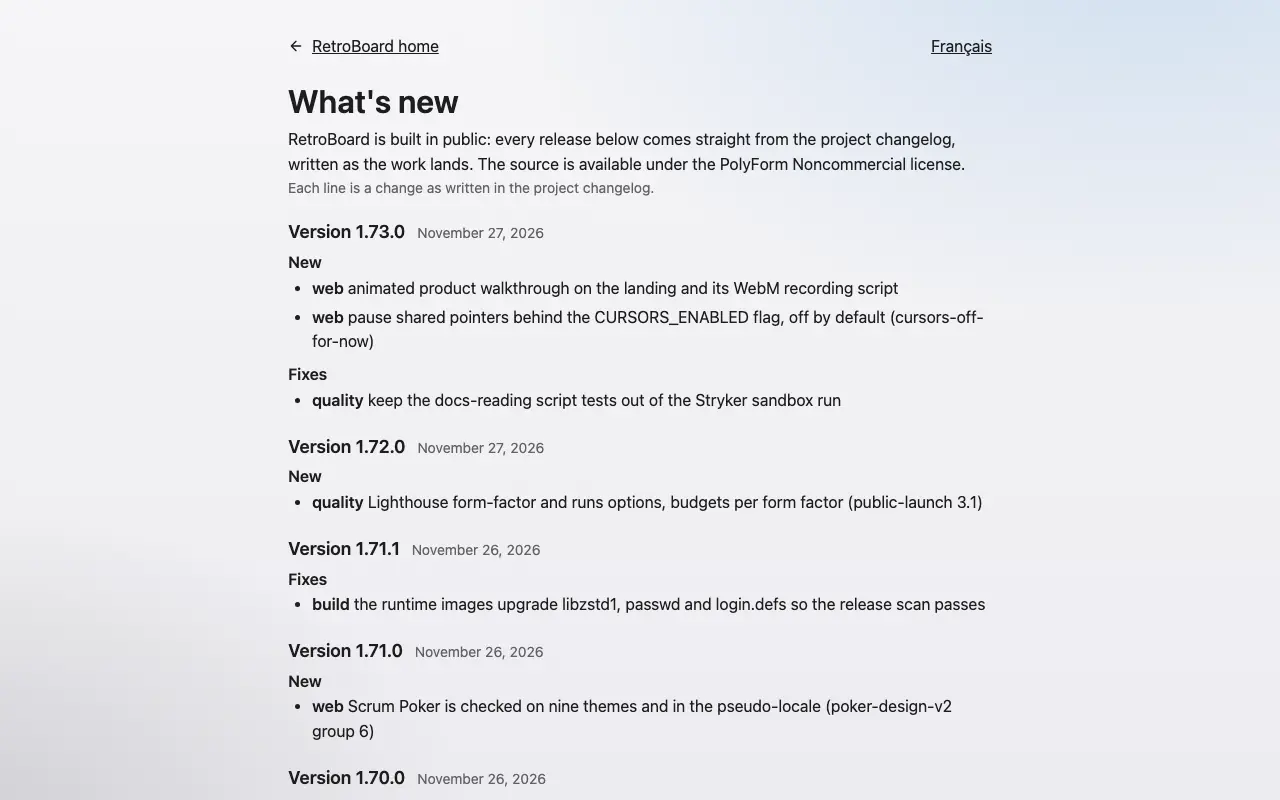 ← RetroBoard home
Français
What's new
RetroBoard is built in public: every release below comes straight from the project changelog,
written as the work lands. The source is available under the PolyForm Noncommercial license.
Each line is a change as written in the project changelog.
Version 1.73.0 November 27, 2026
New
• web animated product walkthrough on the landing and its WebM recording script
• web pause shared pointers behind the CURSORS_ENABLED flag, off by default (cursors-off-
for-now)
Fixes
• quality keep the docs-reading script tests out of the Stryker sandbox run
Version 1.72.0 November 27, 2026
New
• quality Lighthouse form-factor and runs options, budgets per form factor (public-launch 3.1)
Version 1.71.1 November 26, 2026
Fixes
• build the runtime images upgrade libzstd1, passwd and login.defs so the release scan passes
Version 1.71.0 November 26, 2026
New
• web Scrum Poker is checked on nine themes and in the pseudo-locale (poker-design-v2
group 6)
Version 1.70.0 November 26, 2026